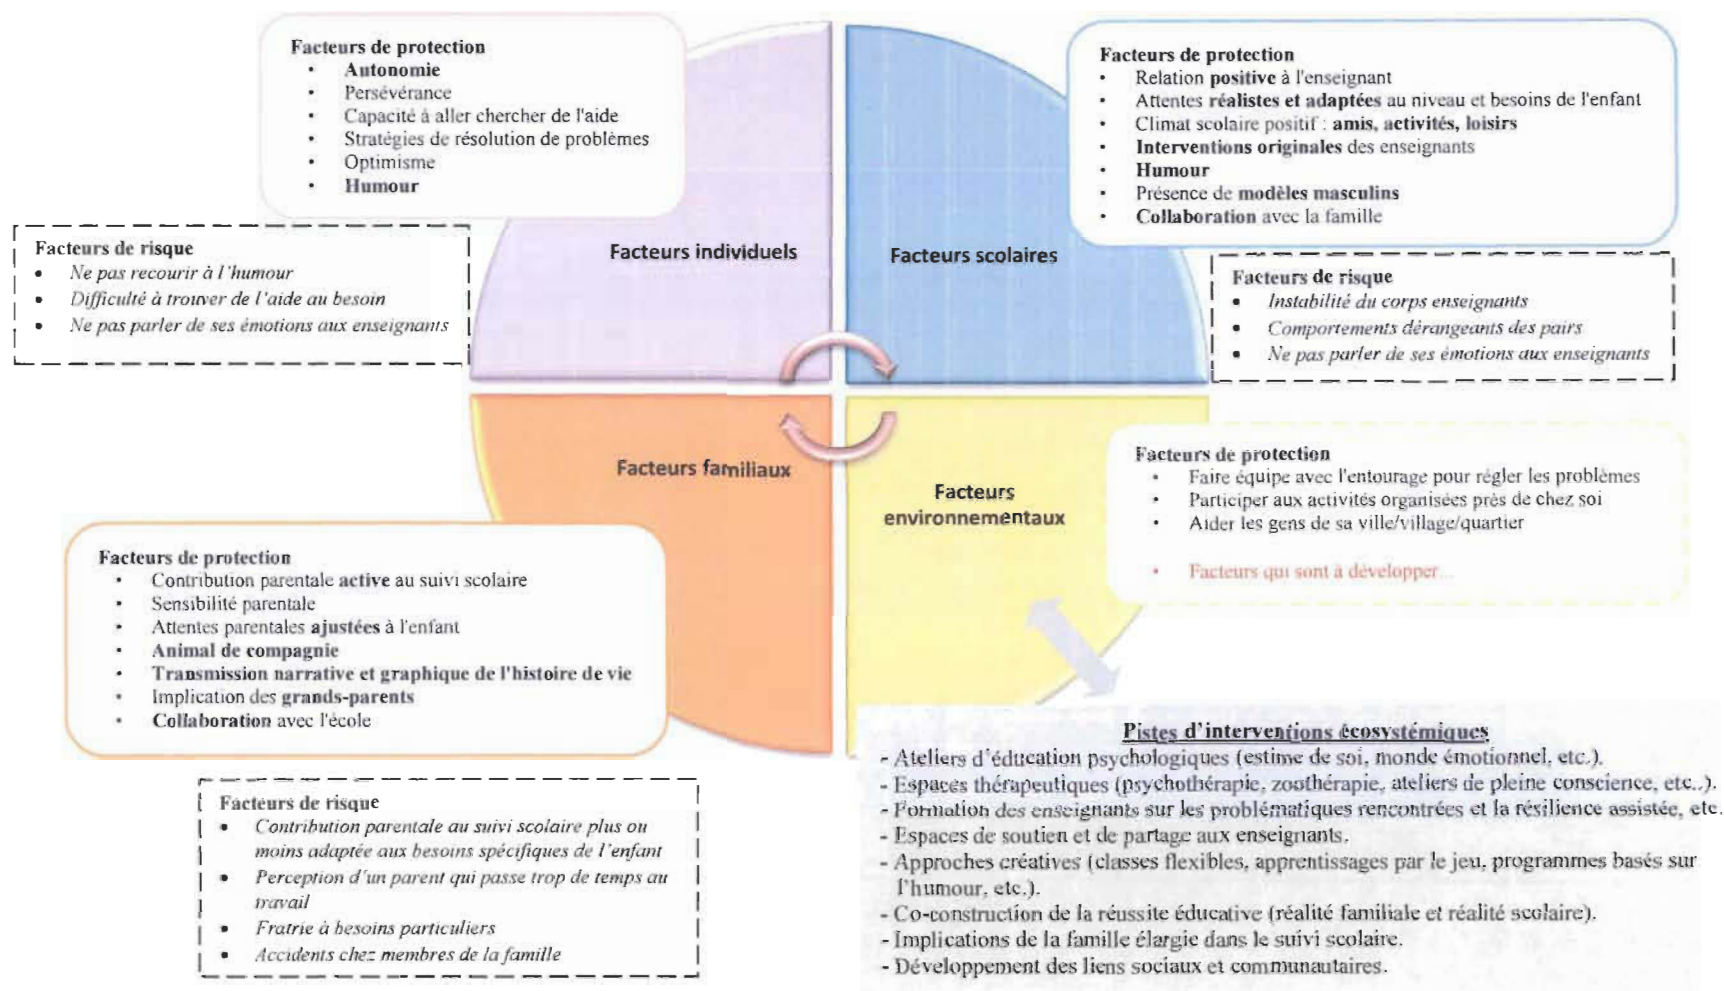 Facteurs de protection
• Autonomie
• Persévérance
• Capacité à aller chercher de l'aide
• Stratégies de résolution de problèmes
• Optimisme
• Humour
Facteurs de risque
• Ne pas recourir à l'humour
• Difficulté à trouver de l'aide au besoin
• Ne pas parler de ses émotions aux enseignants
Facteurs individuels
Facteurs scolaires
Facteurs de protection
• Relation positive à l'enseignant
• Attentes réalistes et adaptées au niveau et besoins de l'enfant
• Climat scolaire positif : amis, activités, loisirs
• Interventions originales des enseignants
• Humour
• Présence de modèles masculins
• Collaboration avec la famille
Facteurs de risque
• Instabilité du corps enseignants
• Comportements dérangeants des pairs
• Ne pas parler de ses émotions aux enseignants
Facteurs familiaux
Facteurs
environnementaux
Facteurs de protection
• Faire équipe avec l'entourage pour régler les problèmes
• Participer aux activités organisées près de chez soi
• Aider les gens de sa ville/village/quartier
• Facteurs qui sont à développer...
Facteurs de protection
• Contribution parentale active au suivi scolaire
• Sensibilité parentale
• Attentes parentales ajustées à l'enfant
• Animal de compagnie
• Transmission narrative et graphique de l'histoire de vie
• Implication des grands-parents
• Collaboration avec l'école
Facteurs de risque
• Contribution parentale au suivi scolaire plus ou
moins adaptée aux besoins spécifiques de l'enfant
• Perception d'un parent qui passe trop de temps au
travail
• Fratrie à besoins particuliers
• Accidents chez membres de la famille
Pistes d'interventions écosystémiques
- Ateliers d'éducation psychologiques (estime de soi, monde émotionnel, etc.).
- Espaces thérapeutiques (psychothérapie, zoothérapie, ateliers de pleine conscience, etc..).
- Formation des enseignants sur les problématiques rencontrées et la résilience assistée, etc.
- Espaces de soutien et de partage aux enseignants.
- Approches créatives (classes flexibles, apprentissages par le jeu, programmes basés sur
l'humour, etc.).
- Co-construction de la réussite éducative (réalité familiale et réalité scolaire).
- Implications de la famille élargie dans le suivi scolaire.
- Développement des liens sociaux et communautaires.